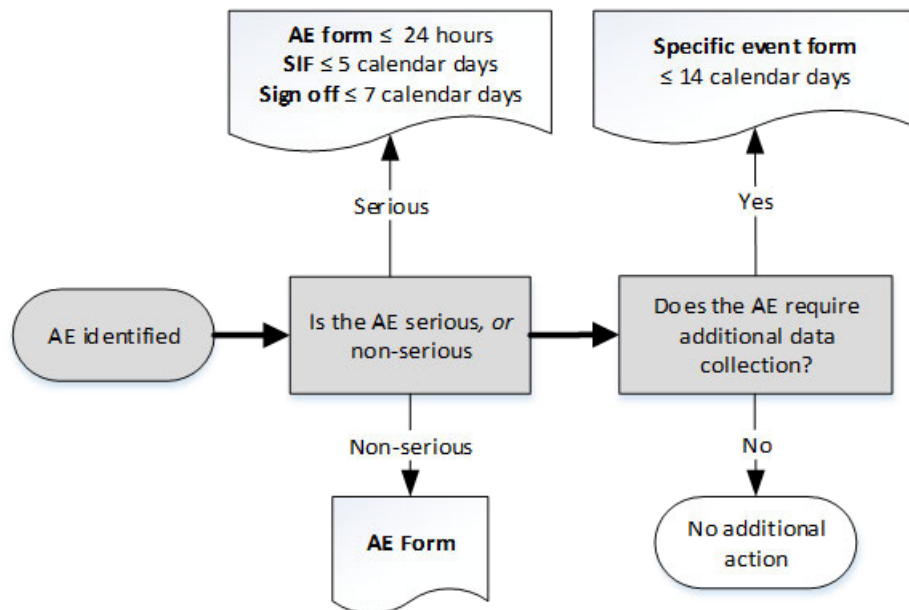 AE form ≤ 24 hours
SIF ≤ 5 calendar days
Sign off ≤ 7 calendar days
Specific event form
≤ 14 calendar days
Serious
Yes
AE identified
Is the AE serious, or
non-serious
Does the AE require
additional data
collection?
Non-serious
No
AE Form
No additional
action